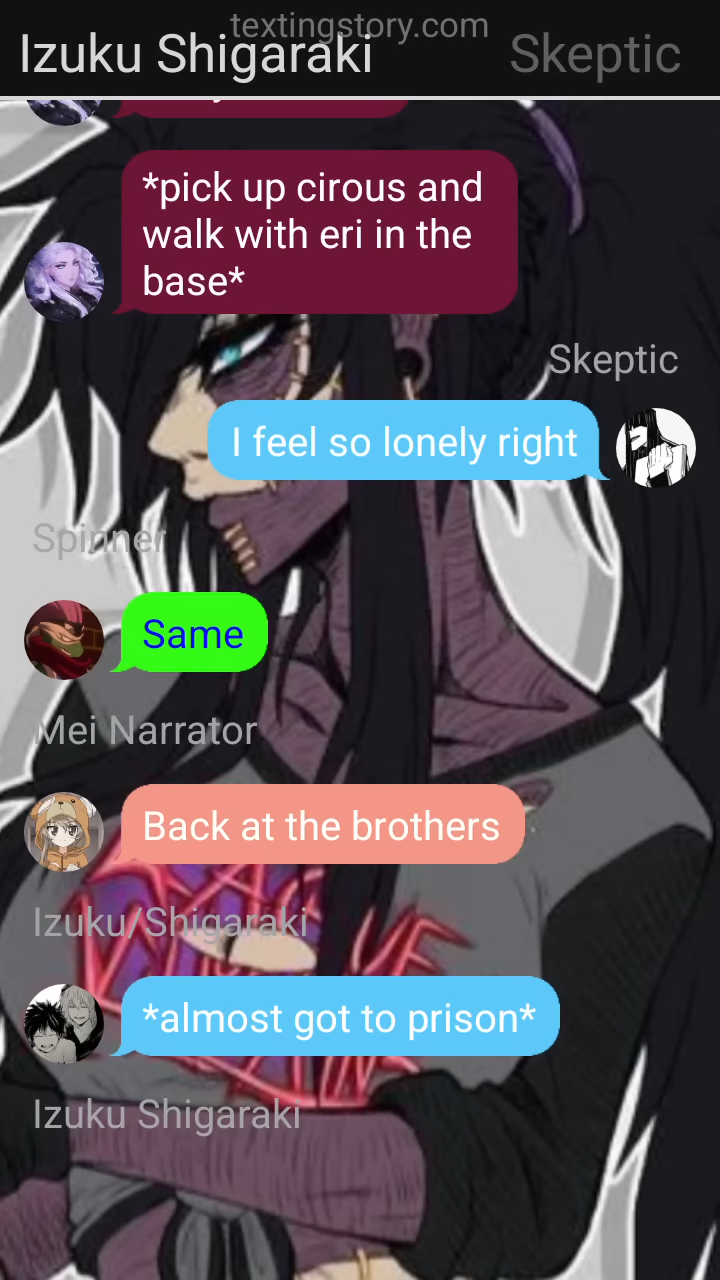 textingstory.com
Izuku Shigaraki
Skeptic
*pick up cirous and
walk with eri in the
base*
Skeptic
I feel so lonely right
Spinner
Same
Mei Narrator
Back at the brothers
Izuku/Shigaraki
*almost got to prison*
Izuku Shigaraki